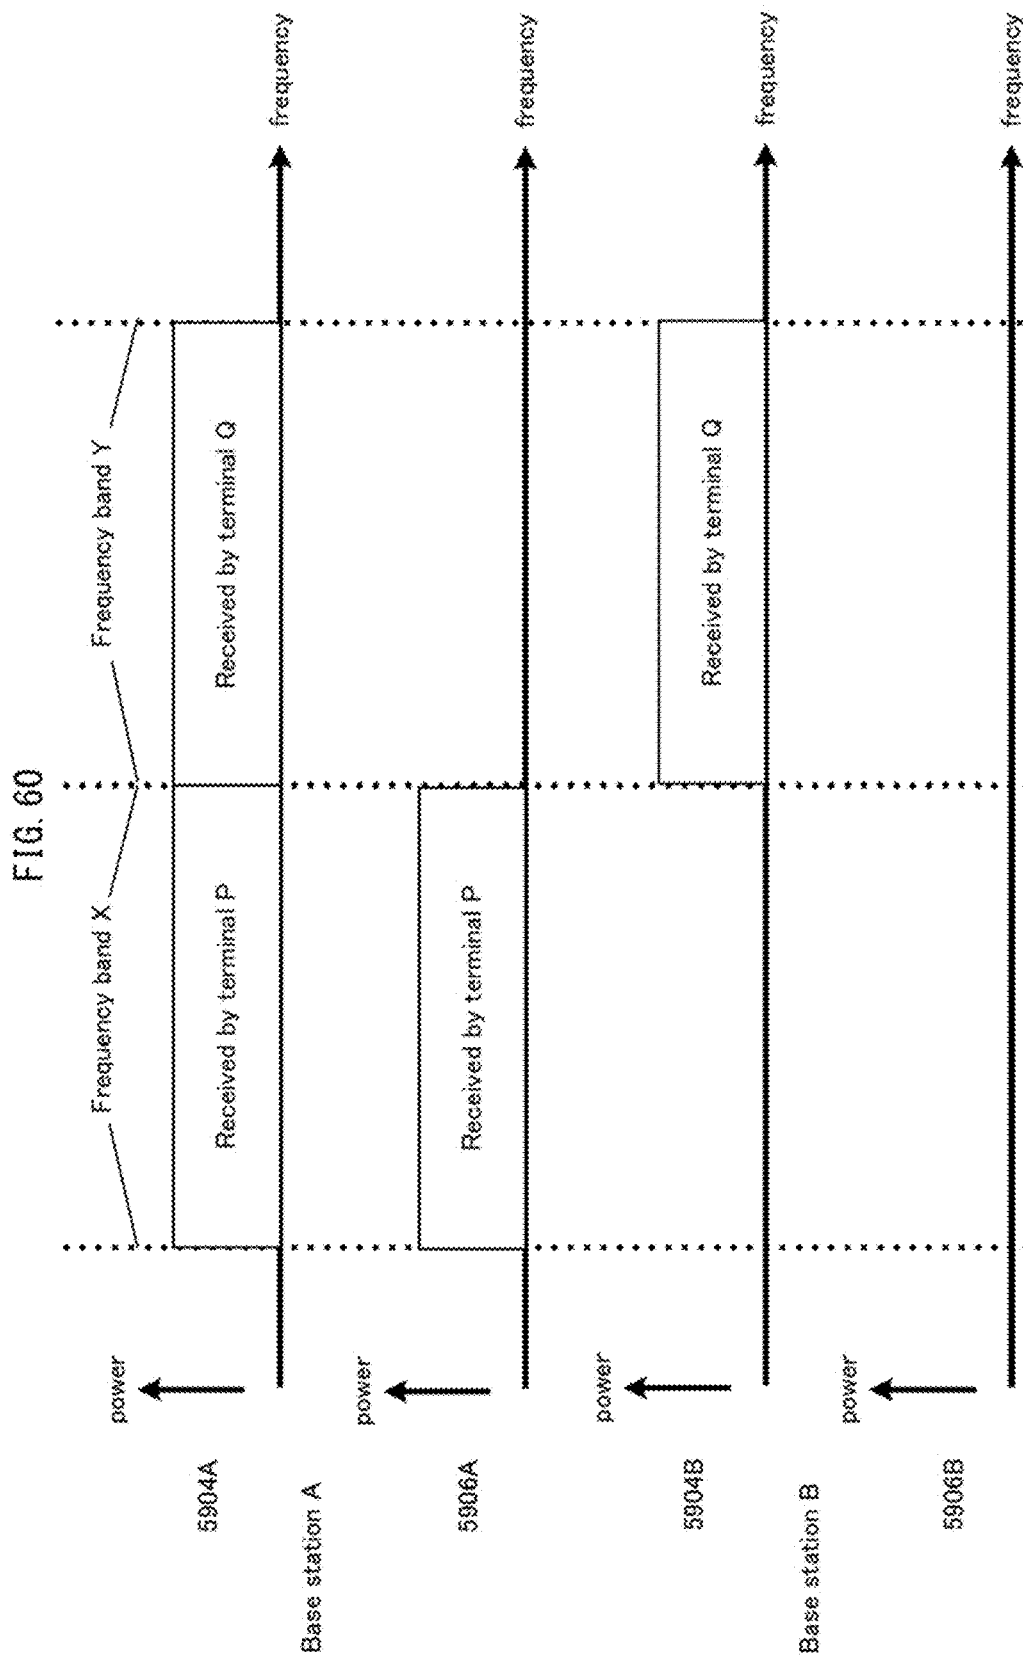 FIG. 60
Frequency band X
Frequency band Y
power
5904A
Received by terminal P
Received by terminal Q
frequency
Base station A
power
5906A
Received by terminal P
frequency
power
5904B
Received by terminal Q
frequency
Base station B
power
5906B
frequency